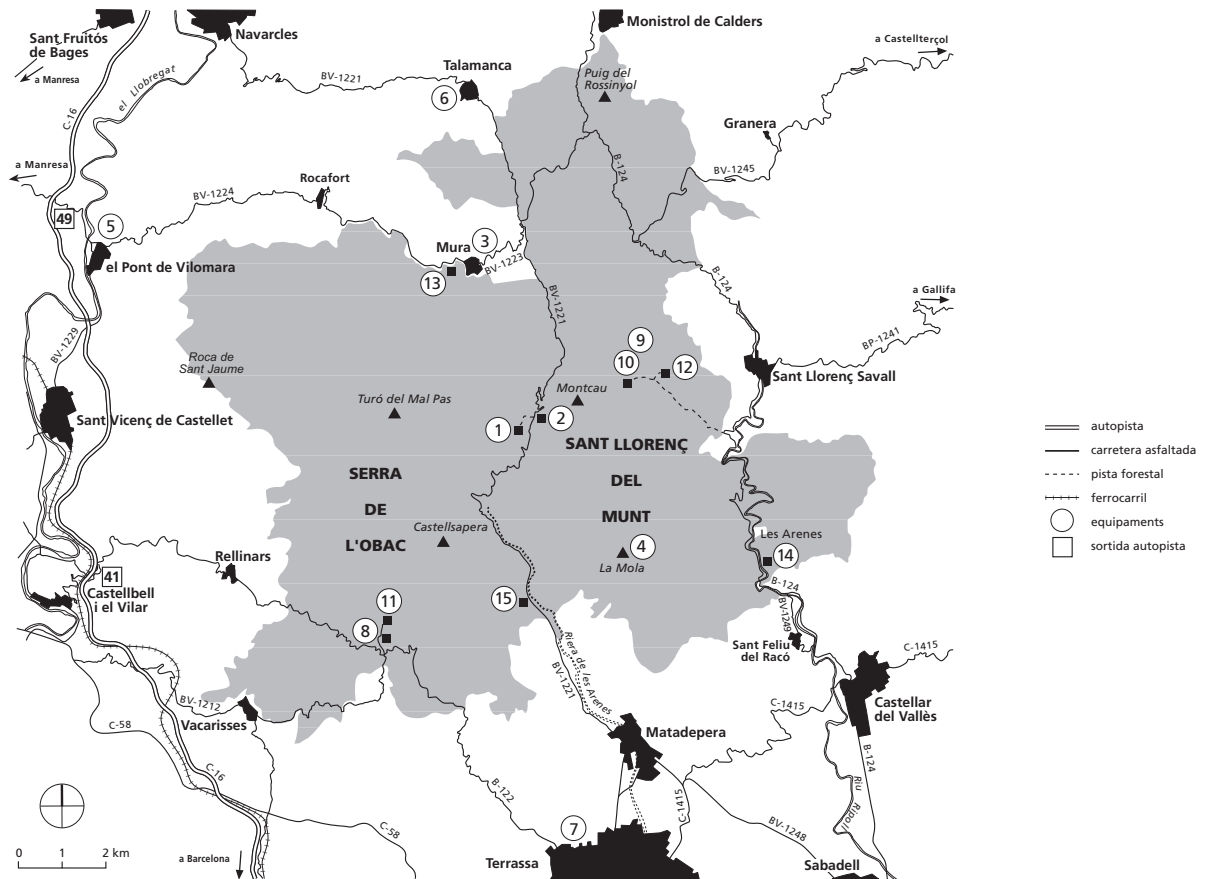 Sant Fruitós
de Bages
a Manresa
Navarcles
Monistrol de Calders
a Castellterçol
C-16
el Llobregat
BV-1221
Talamanca
6
Puig del
Rossinyol
Granera
B-124
BV-1245
a Manresa
49
5
BV-1224
Rocafort
el Pont de Vilomara
Mura
3
BV-1223
13
BV-1221
B-124
a Gallifa
BP-1241
BV-1229
Roca de
Sant Jaume
9
10
12
Sant Llorenç Savall
Montcau
Turó del Mal Pas
Sant Vicenç de Castellet
1
2
SANT LLORENÇ
DEL
MUNT
SERRA
DE
L'OBAC
Castellsapera
4
La Mola
Les Arenes
14
B-124
BV-1249
Rellinars
41
Castellbell
i el Vilar
11
8
15
Riera de les Arenes
BV-1221
Sant Feliu
del Racó
C-1415
BV-1212
Vacarisses
C-58
C-1415
Castellar
del Vallès
Matadepera
B-124
C-16
B-122
C-1415
Riu Ripoll
7
C-58
BV-1248
0 1 2 km
a Barcelona
Terrassa
Sabadell
autopista
carretera asfaltada
pista forestal
ferrocarril
equipaments
sortida autopista